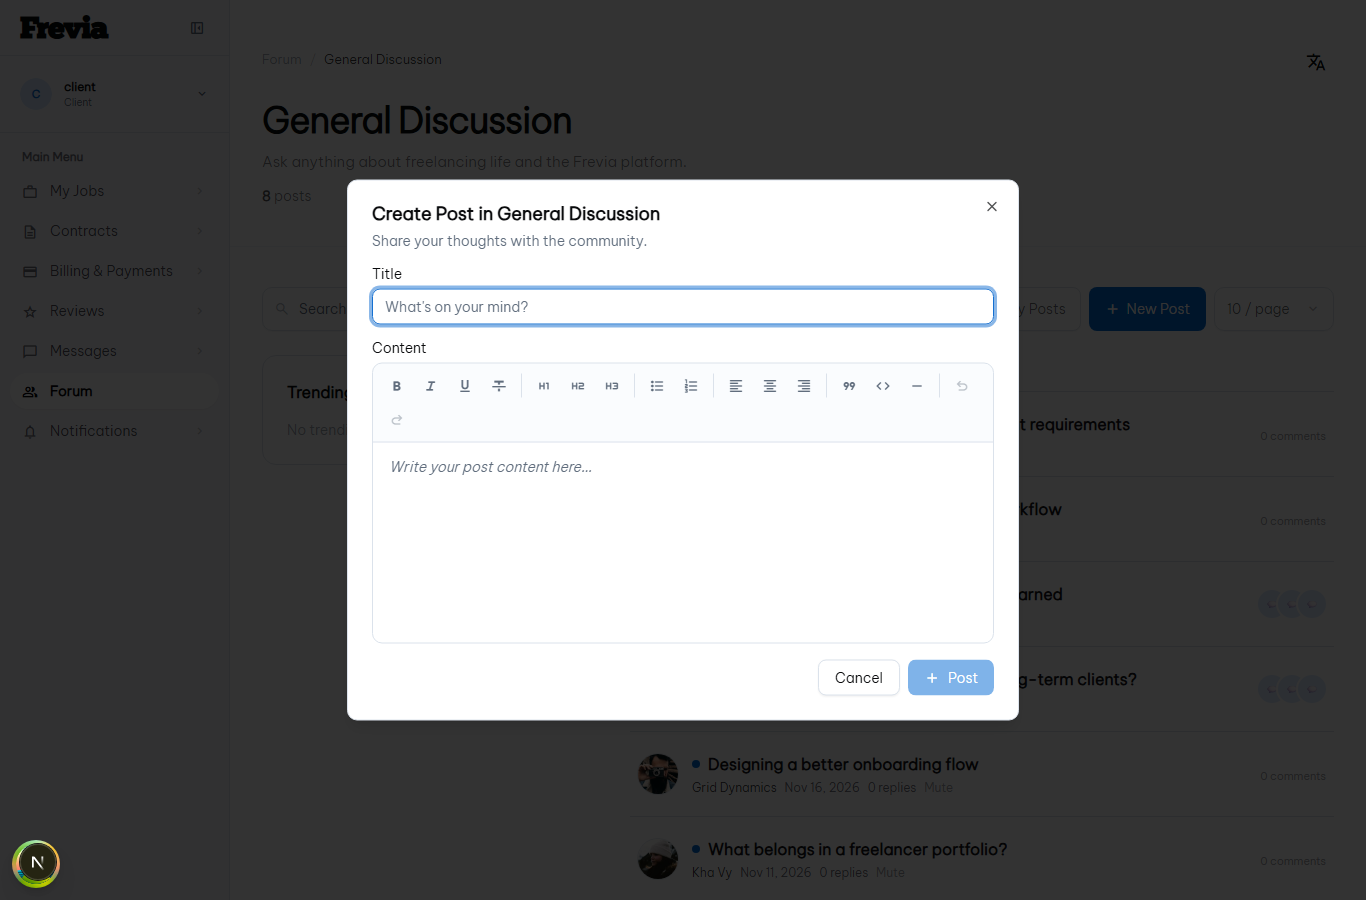 Frevia
C
client
Client
Main Menu
My Jobs
Contracts
Billing & Payments
Reviews
Messages
Forum
Notifications
N
Forum / General Discussion
General Discussion
Ask anything about freelancing life and the Frevia platform.
8 posts
Search
Posts
+ New Post
10 / page
Trending
No
Create Post in General Discussion
Share your thoughts with the community.
Title
What's on your mind?
Content
B I U T H1 H2 H3 99 <>
Write your post content here...
Cancel
+ Post
requirements
0 comments
0 comments
-term clients?
Designing a better onboarding flow
Grid Dynamics Nov 16, 2026 0 replies Mute
0 comments
What belongs in a freelancer portfolio?
Kha Vy Nov 11, 2026 0 replies Mute
0 comments